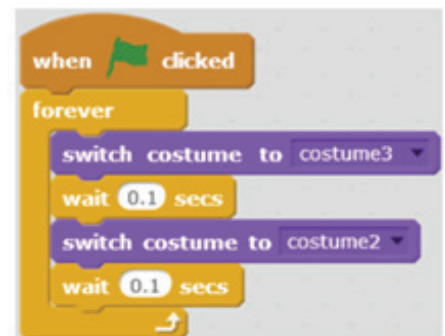 when clicked
forever
switch costume to costume3
wait 0.1 secs
switch costume to costume2
wait 0.1 secs